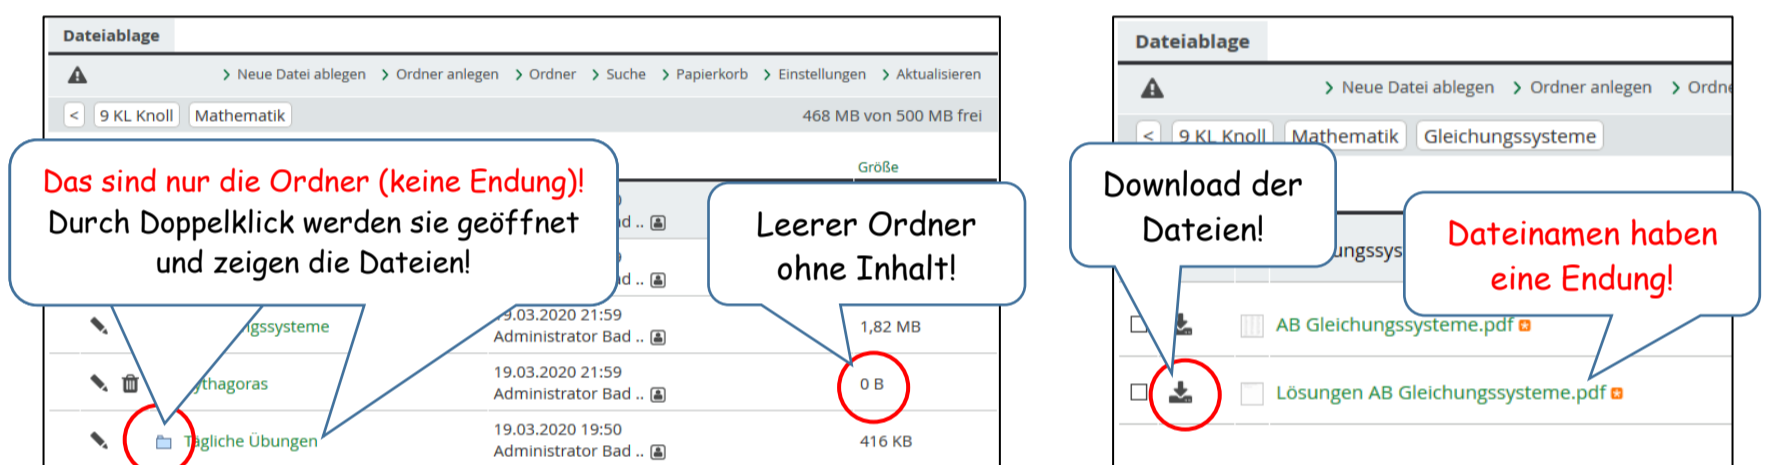 Dateiablage
Neue Datei ablegen > Ordner anlegen > Ordner > Suche > Papierkorb > Einstellungen > Aktualisieren
< 9 KL Knoll Mathematik 468 MB von 500 MB frei
Größe
Das sind nur die Ordner (keine Endung)!
Durch Doppelklick werden sie geöffnet
und zeigen die Dateien!
Leerer Ordner
ohne Inhalt!
19.03.2020 21:59
Administrator Bad ..
1,82 MB
19.03.2020 21:59
Administrator Bad ..
0 B
Tägliche Übungen
19.03.2020 19:50
Administrator Bad ..
416 KB
Dateiablage
> Neue Datei ablegen > Ordner anlegen
< 9 KL Knoll Mathematik Gleichungssysteme
Download der
Dateien!
Dateinamen haben
eine Endung!
AB Gleichungssysteme.pdf
Lösungen AB Gleichungssysteme.pdf